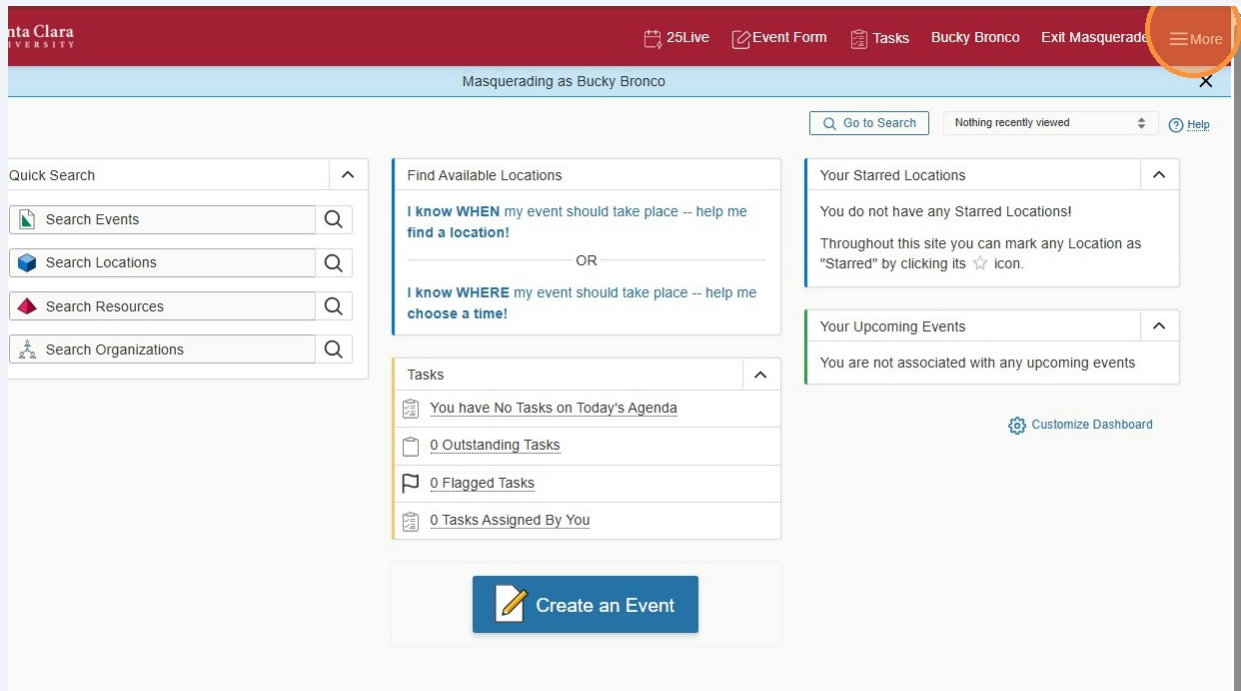 nta Clara
IVERSITY
25Live
Event Form
Tasks
Bucky Bronco
Exit Masquerade
More
Masquerading as Bucky Bronco
Go to Search
Nothing recently viewed
Help
Quick Search
Search Events
Search Locations
Search Resources
Search Organizations
Find Available Locations
I know WHEN my event should take place -- help me
find a location!
OR
I know WHERE my event should take place -- help me
choose a time!
Tasks
You have No Tasks on Today's Agenda
0 Outstanding Tasks
0 Flagged Tasks
0 Tasks Assigned By You
Create an Event
Your Starred Locations
You do not have any Starred Locations!
Throughout this site you can mark any Location as
"Starred" by clicking its ☆ icon.
Your Upcoming Events
You are not associated with any upcoming events
Customize Dashboard